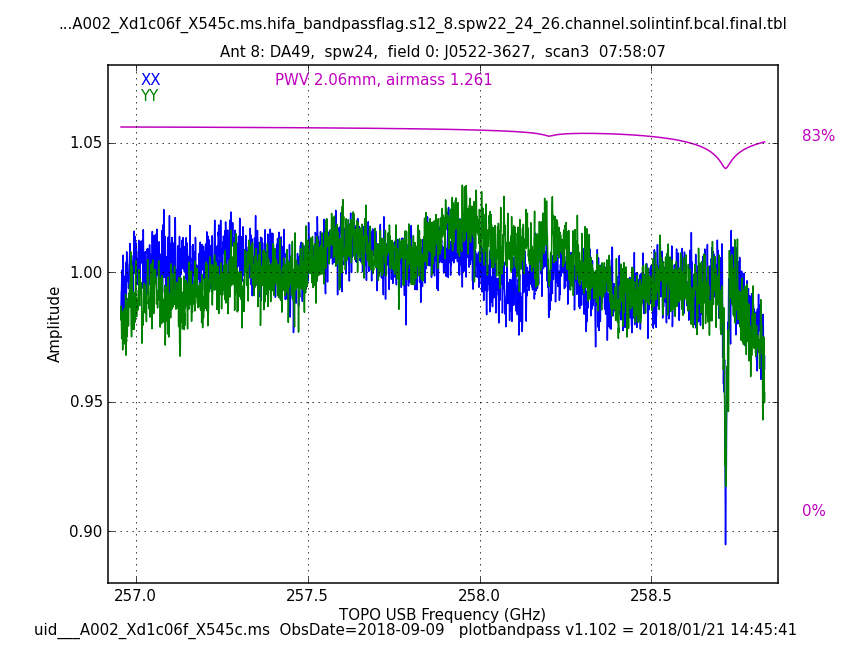 ...A002_Xd1c06f_X545c.ms.hifa_bandpassflag.s12_8.spw22_24_26.channel.solintinf.bcal.final.tbl
Ant 8: DA49,  spw24,  field 0: J0522-3627,  scan3  07:58:07
XX
PWV 2.06mm, airmass 1.261
YY
83%
1.05
1.00
0.95
0.90
0%
Amplitude
257.0 257.5 258.0 258.5
TOPO USB Frequency (GHz)
uid___A002_Xd1c06f_X545c.ms  ObsDate=2018-09-09   plotbandpass v1.102 = 2018/01/21 14:45:41